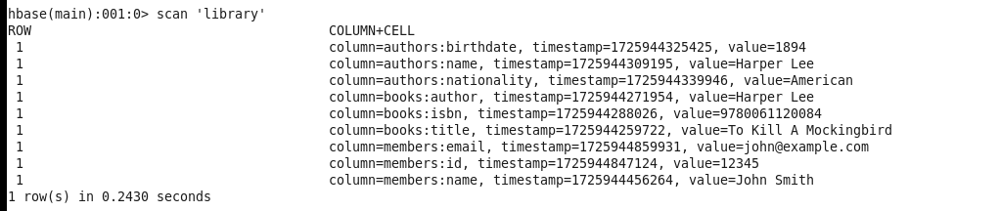 hbase(main):001:0> scan 'library'
ROW COLUMN+CELL
1 column=authors:birthdate, timestamp=1725944325425, value=1894
1 column=authors:name, timestamp=1725944309195, value=Harper Lee
1 column=authors:nationality, timestamp=1725944339946, value=American
1 column=books:author, timestamp=1725944271954, value=Harper Lee
1 column=books:isbn, timestamp=1725944288026, value=9780061120084
1 column=books:title, timestamp=1725944259722, value=To Kill A Mockingbird
1 column=members:email, timestamp=1725944859931, value=john@example.com
1 column=members:id, timestamp=1725944847124, value=12345
1 column=members:name, timestamp=1725944456264, value=John Smith
1 row(s) in 0.2430 seconds